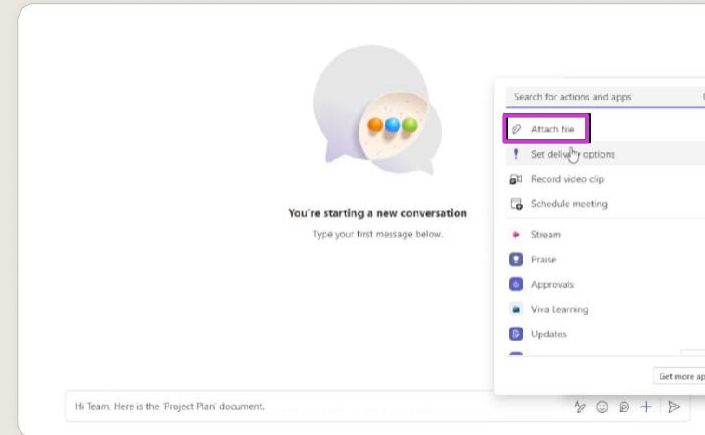 Search for actions and apps
Attach file
Set delivery options
Record video clip
Schedule meeting
You're starting a new conversation
Type your first message below.
Stream
Praise
Approvals
Viva Learning
Updates
Get more ap
Hi Team. Here is the 'Project Plan' document.